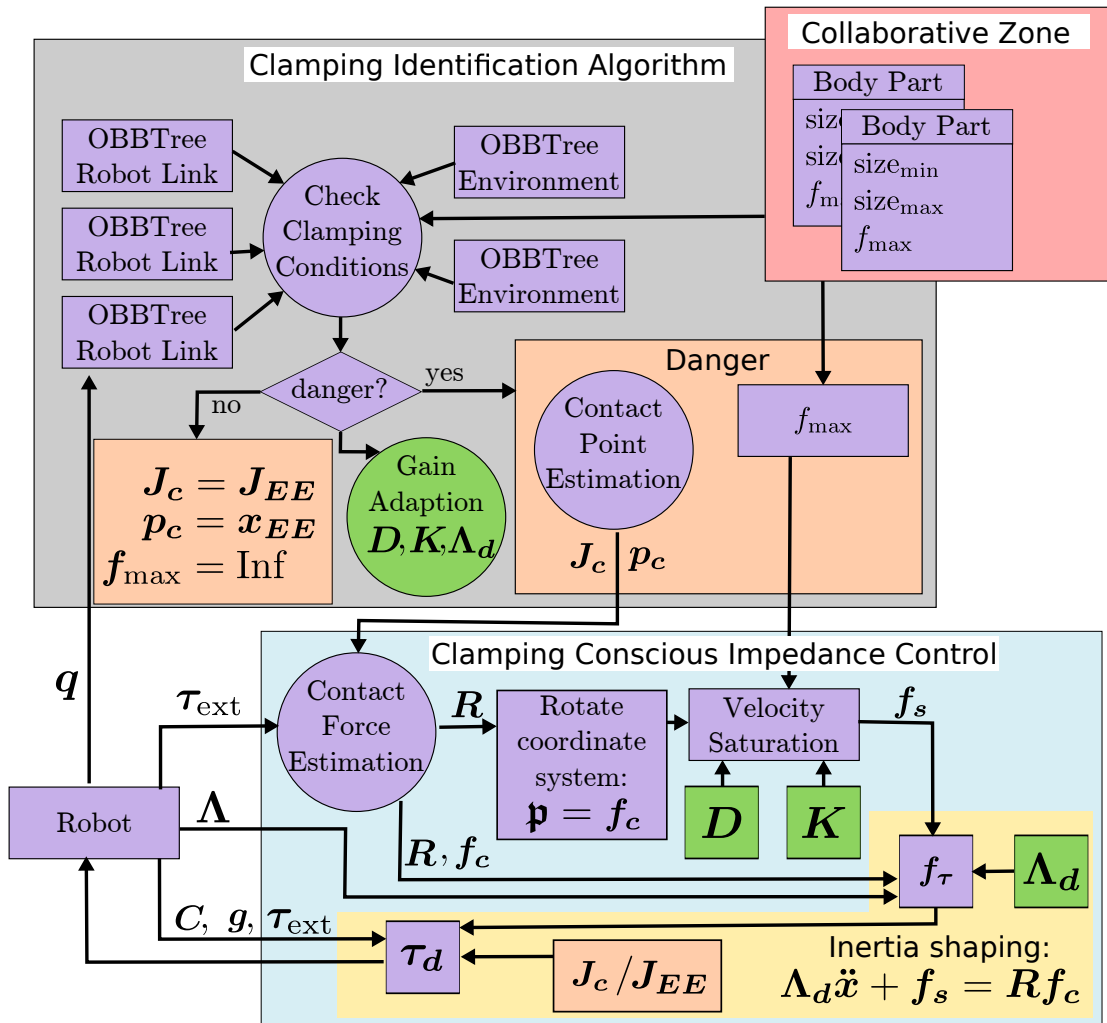 Collaborative Zone
Clamping Identification Algorithm
Body Part
size
size
f_ma
Body Part
size_min
size_max
f_max
OBBTree
Robot Link
OBBTree
Robot Link
OBBTree
Robot Link
Check
Clamping
Conditions
OBBTree
Environment
OBBTree
Environment
danger?
no
yes
J_c = J_EE
p_c = x_EE
f_max = Inf
Gain
Adaption
D, K, Λ_d
Danger
Contact
Point
Estimation
f_max
J_c
p_c
Clamping Conscious Impedance Control
q
τ_ext
Contact
Force
Estimation
R
Rotate
coordinate
system:
𝔭 = f_c
Velocity
Saturation
f_s
D
K
Robot
Λ
R, f_c
f_τ
Λ_d
C, g, τ_ext
τ_d
J_c/J_EE
Inertia shaping:
Λ_d ẍ + f_s = R f_c